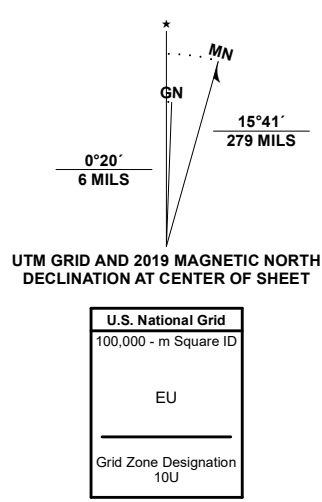 ★
MN
GN
15°41´
279 MILS
0°20´
6 MILS
UTM GRID AND 2019 MAGNETIC NORTH
DECLINATION AT CENTER OF SHEET
U.S. National Grid
100,000 - m Square ID
EU
Grid Zone Designation
10U